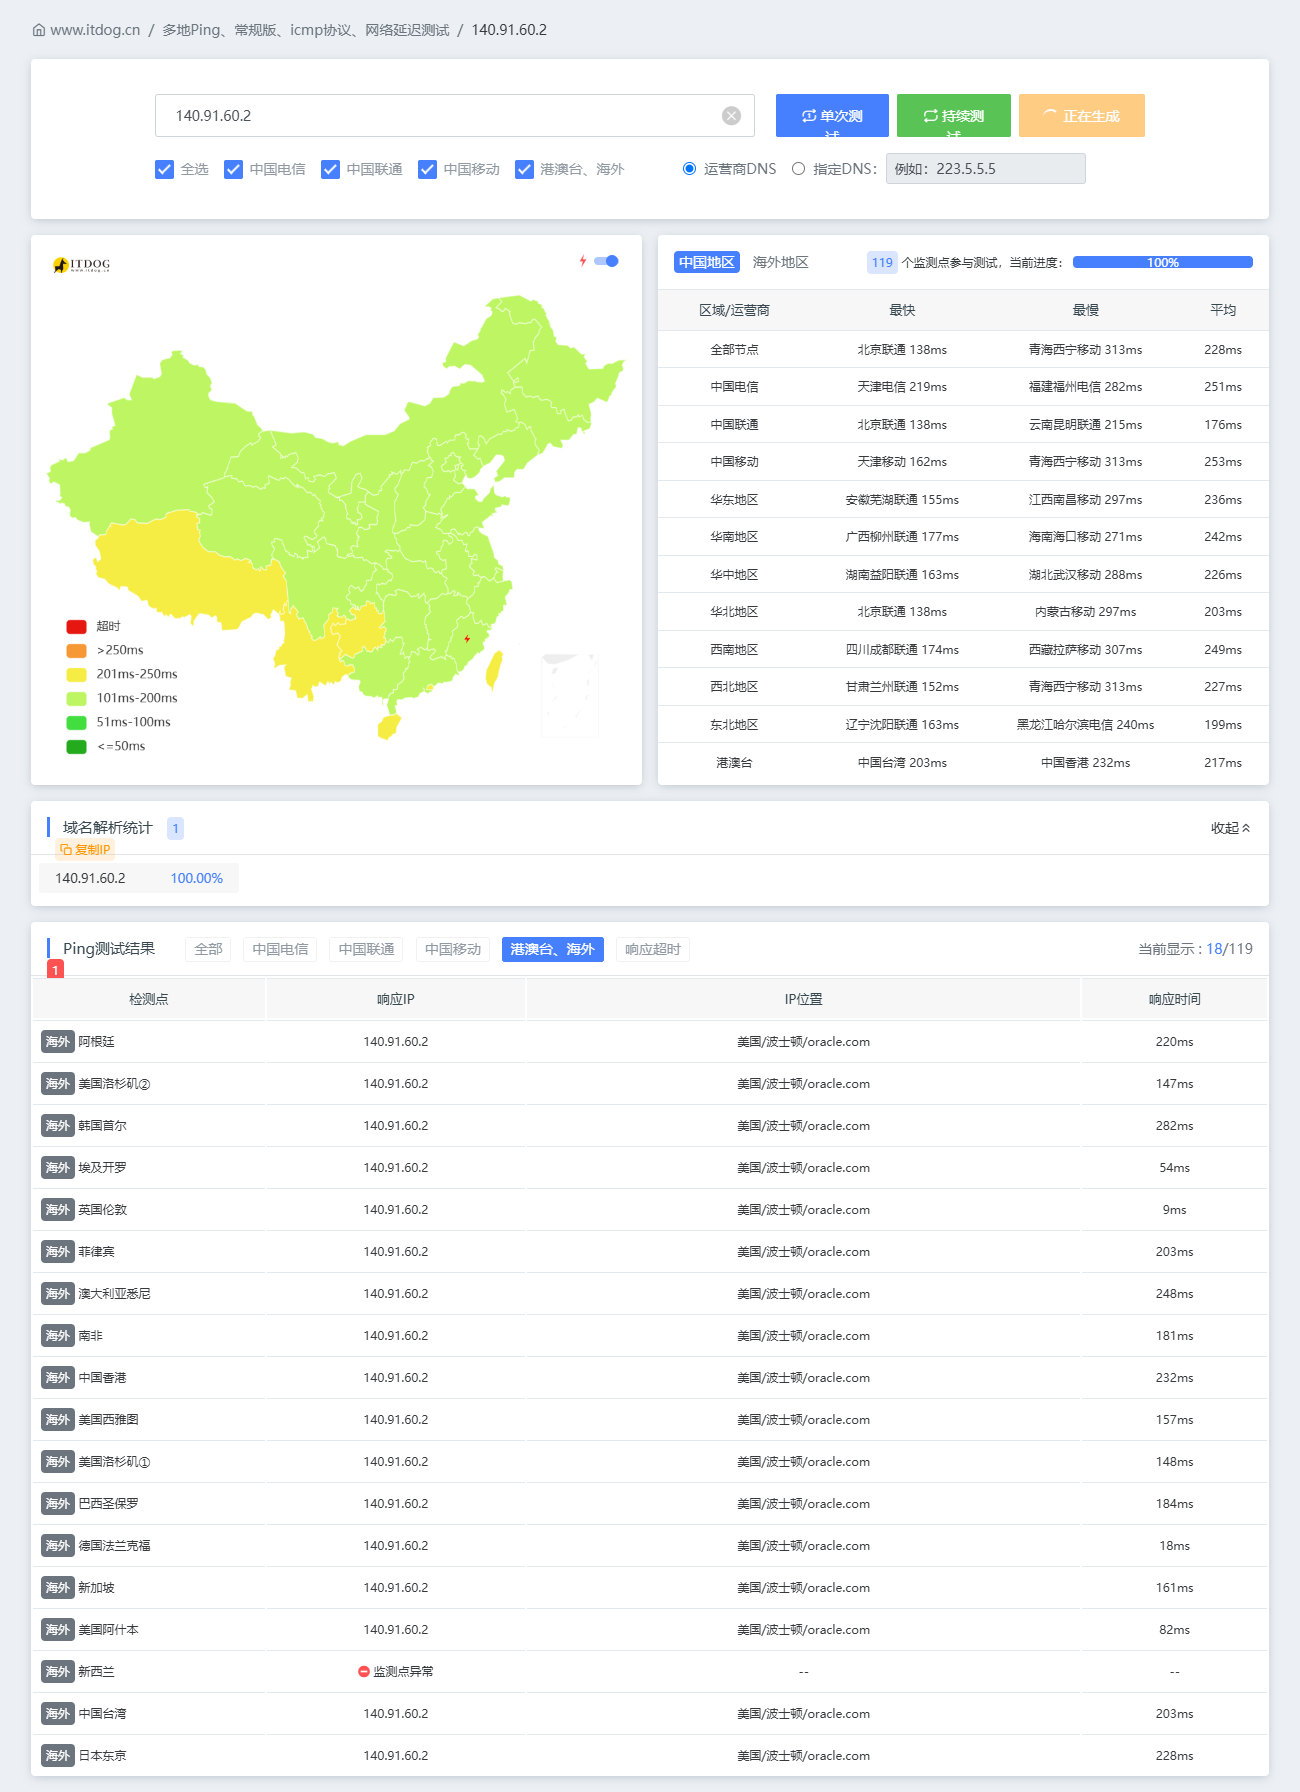 www.itdog.cn / 多地Ping、常规版、icmp协议、网络延迟测试 / 140.91.60.2
140.91.60.2 单次测试 持续测试 正在生成
全选 中国电信 中国联通 中国移动 港澳台、海外 运营商DNS 指定DNS： 例如：223.5.5.5
ITDOG
www.itdog.cn
超时
>250ms
201ms-250ms
101ms-200ms
51ms-100ms
<=50ms
中国地区 海外地区 119 个监测点参与测试，当前进度： 100%
区域/运营商 最快 最慢 平均
全部节点 北京联通 138ms 青海西宁移动 313ms 228ms
中国电信 天津电信 219ms 福建福州电信 282ms 251ms
中国联通 北京联通 138ms 云南昆明联通 215ms 176ms
中国移动 天津移动 162ms 青海西宁移动 313ms 253ms
华东地区 安徽芜湖联通 155ms 江西南昌移动 297ms 236ms
华南地区 广西柳州联通 177ms 海南海口移动 271ms 242ms
华中地区 湖南益阳联通 163ms 湖北武汉移动 288ms 226ms
华北地区 北京联通 138ms 内蒙古移动 297ms 203ms
西南地区 四川成都联通 174ms 西藏拉萨移动 307ms 249ms
西北地区 甘肃兰州联通 152ms 青海西宁移动 313ms 227ms
东北地区 辽宁沈阳联通 163ms 黑龙江哈尔滨电信 240ms 199ms
港澳台 中国台湾 203ms 中国香港 232ms 217ms
域名解析统计 1 收起
复制IP
140.91.60.2 100.00%
Ping测试结果 全部 中国电信 中国联通 中国移动 港澳台、海外 响应超时 当前显示 : 18/119
1
检测点 响应IP IP位置 响应时间
海外 阿根廷 140.91.60.2 美国/波士顿/oracle.com 220ms
海外 美国洛杉矶② 140.91.60.2 美国/波士顿/oracle.com 147ms
海外 韩国首尔 140.91.60.2 美国/波士顿/oracle.com 282ms
海外 埃及开罗 140.91.60.2 美国/波士顿/oracle.com 54ms
海外 英国伦敦 140.91.60.2 美国/波士顿/oracle.com 9ms
海外 菲律宾 140.91.60.2 美国/波士顿/oracle.com 203ms
海外 澳大利亚悉尼 140.91.60.2 美国/波士顿/oracle.com 248ms
海外 南非 140.91.60.2 美国/波士顿/oracle.com 181ms
海外 中国香港 140.91.60.2 美国/波士顿/oracle.com 232ms
海外 美国西雅图 140.91.60.2 美国/波士顿/oracle.com 157ms
海外 美国洛杉矶① 140.91.60.2 美国/波士顿/oracle.com 148ms
海外 巴西圣保罗 140.91.60.2 美国/波士顿/oracle.com 184ms
海外 德国法兰克福 140.91.60.2 美国/波士顿/oracle.com 18ms
海外 新加坡 140.91.60.2 美国/波士顿/oracle.com 161ms
海外 美国阿什本 140.91.60.2 美国/波士顿/oracle.com 82ms
海外 新西兰 监测点异常 -- --
海外 中国台湾 140.91.60.2 美国/波士顿/oracle.com 203ms
海外 日本东京 140.91.60.2 美国/波士顿/oracle.com 228ms